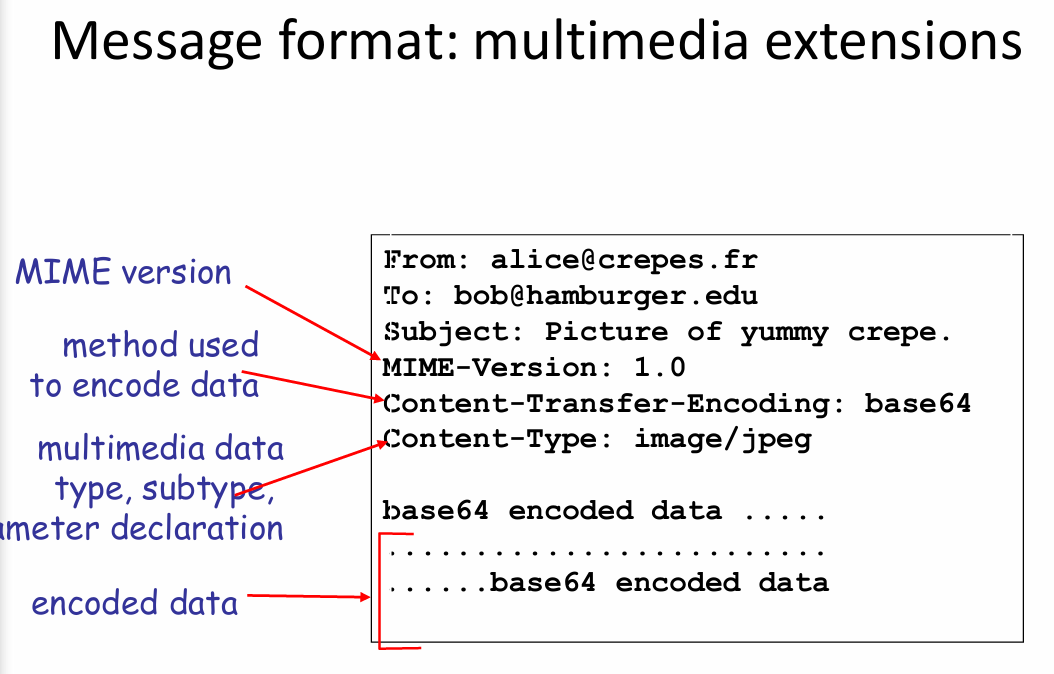 Message format: multimedia extensions
MIME version
method used
to encode data
multimedia data
type, subtype,
ameter declaration
encoded data
From: alice@crepes.fr
To: bob@hamburger.edu
Subject: Picture of yummy crepe.
MIME-Version: 1.0
Content-Transfer-Encoding: base64
Content-Type: image/jpeg
base64 encoded data .....
.........................
......base64 encoded data